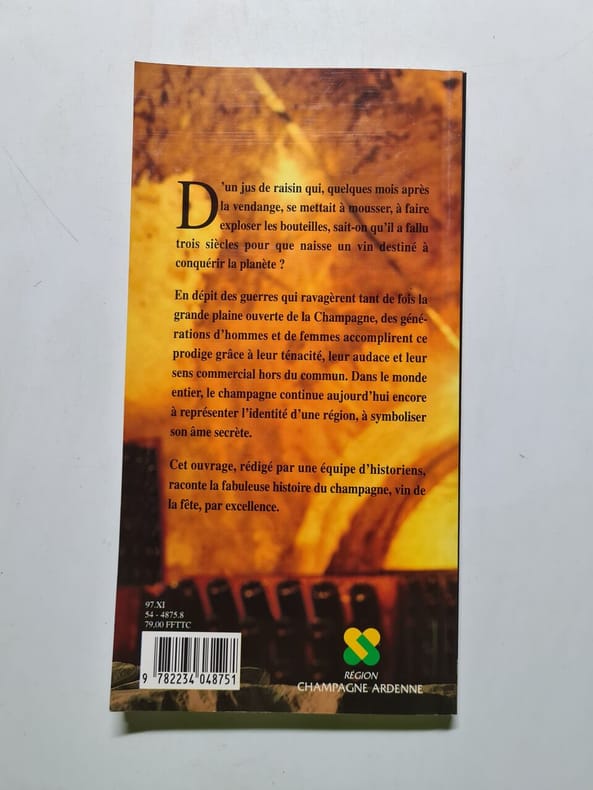 D'un jus de raisin qui, quelques mois après
la vendange, se mettait à mousser, à faire
exploser les bouteilles, sait-on qu'il a fallu
trois siècles pour que naisse un vin destiné à
conquérir la planète ?
En dépit des guerres qui ravagèrent tant de fois la
grande plaine ouverte de la Champagne, des géné-
rations d'hommes et de femmes accomplirent ce
prodige grâce à leur ténacité, leur audace et leur
sens commercial hors du commun. Dans le monde
entier, le champagne continue aujourd'hui encore
à représenter l'identité d'une région, à symboliser
son âme secrète.
Cet ouvrage, rédigé par une équipe d'historiens,
raconte la fabuleuse histoire du champagne, vin de
la fête, par excellence.
97.XI
54 - 4875.8
79,00 FFTTC
9 782234 048751
RÉGION
CHAMPAGNE ARDENNE